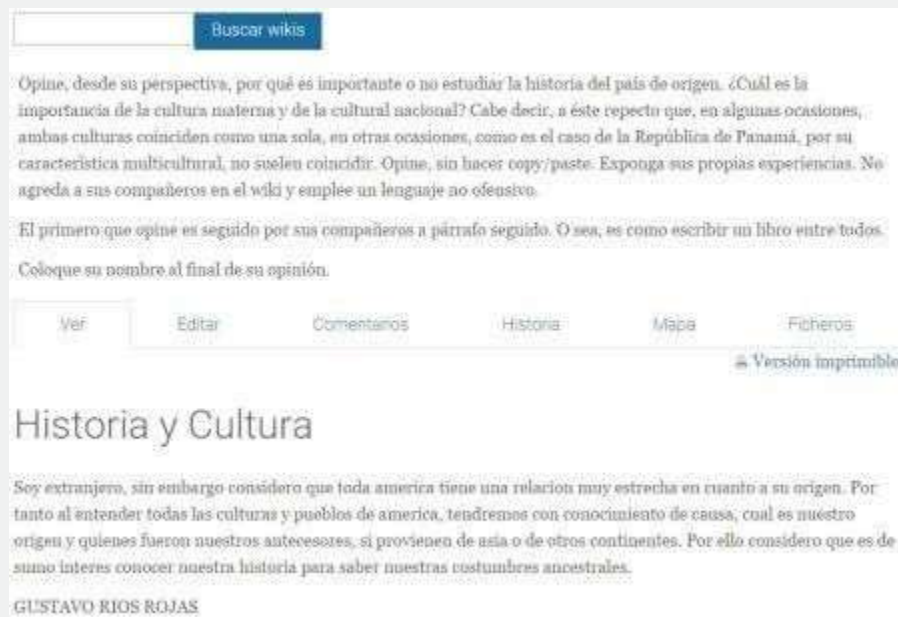 Buscar wikis
Opine, desde su perspectiva, por qué es importante o no estudiar la historia del país de origen. ¿Cuál es la
importancia de la cultura materna y de la cultural nacional? Cabe decir, a éste repecto que, en algunas ocasiones,
ambas culturas coinciden como una sola, en otras ocasiones, como es el caso de la República de Panamá, por su
característica multicultural, no suelen coincidir. Opine, sin hacer copy/paste. Exponga sus propias experiencias. No
agreda a sus compañeros en el wiki y emplee un lenguaje no ofensivo.
El primero que opine es seguido por sus compañeros a párrafo seguido. O sea, es como escribir un libro entre todos.
Coloque su nombre al final de su opinión.
Ver Editar Comentarios Historia Mapa Ficheros
Versión imprimible
Historia y Cultura
Soy extranjero, sin embargo considero que toda america tiene una relacion muy estrecha en cuanto a su origen. Por
tanto al entender todas las culturas y pueblos de america, tendremos con conocimiento de causa, cual es nuestro
origen y quienes fueron nuestros antecesores, si provienen de asia o de otros continentes. Por ello considero que es de
sumo interes conocer nuestra historia para saber nuestras costumbres ancestrales.
GUSTAVO RIOS ROJAS